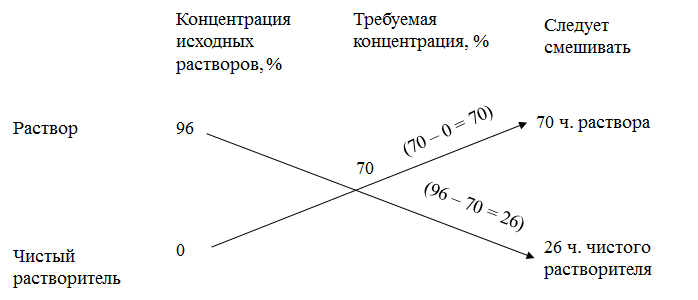 Концентрация
исходных
растворов, %
Требуемая
концентрация, %
Следует
смешивать
Раствор
96
(70 – 0 = 70)
70 ч. раствора
70
(96 – 70 = 26)
Чистый
растворитель
0
26 ч. чистого
растворителя